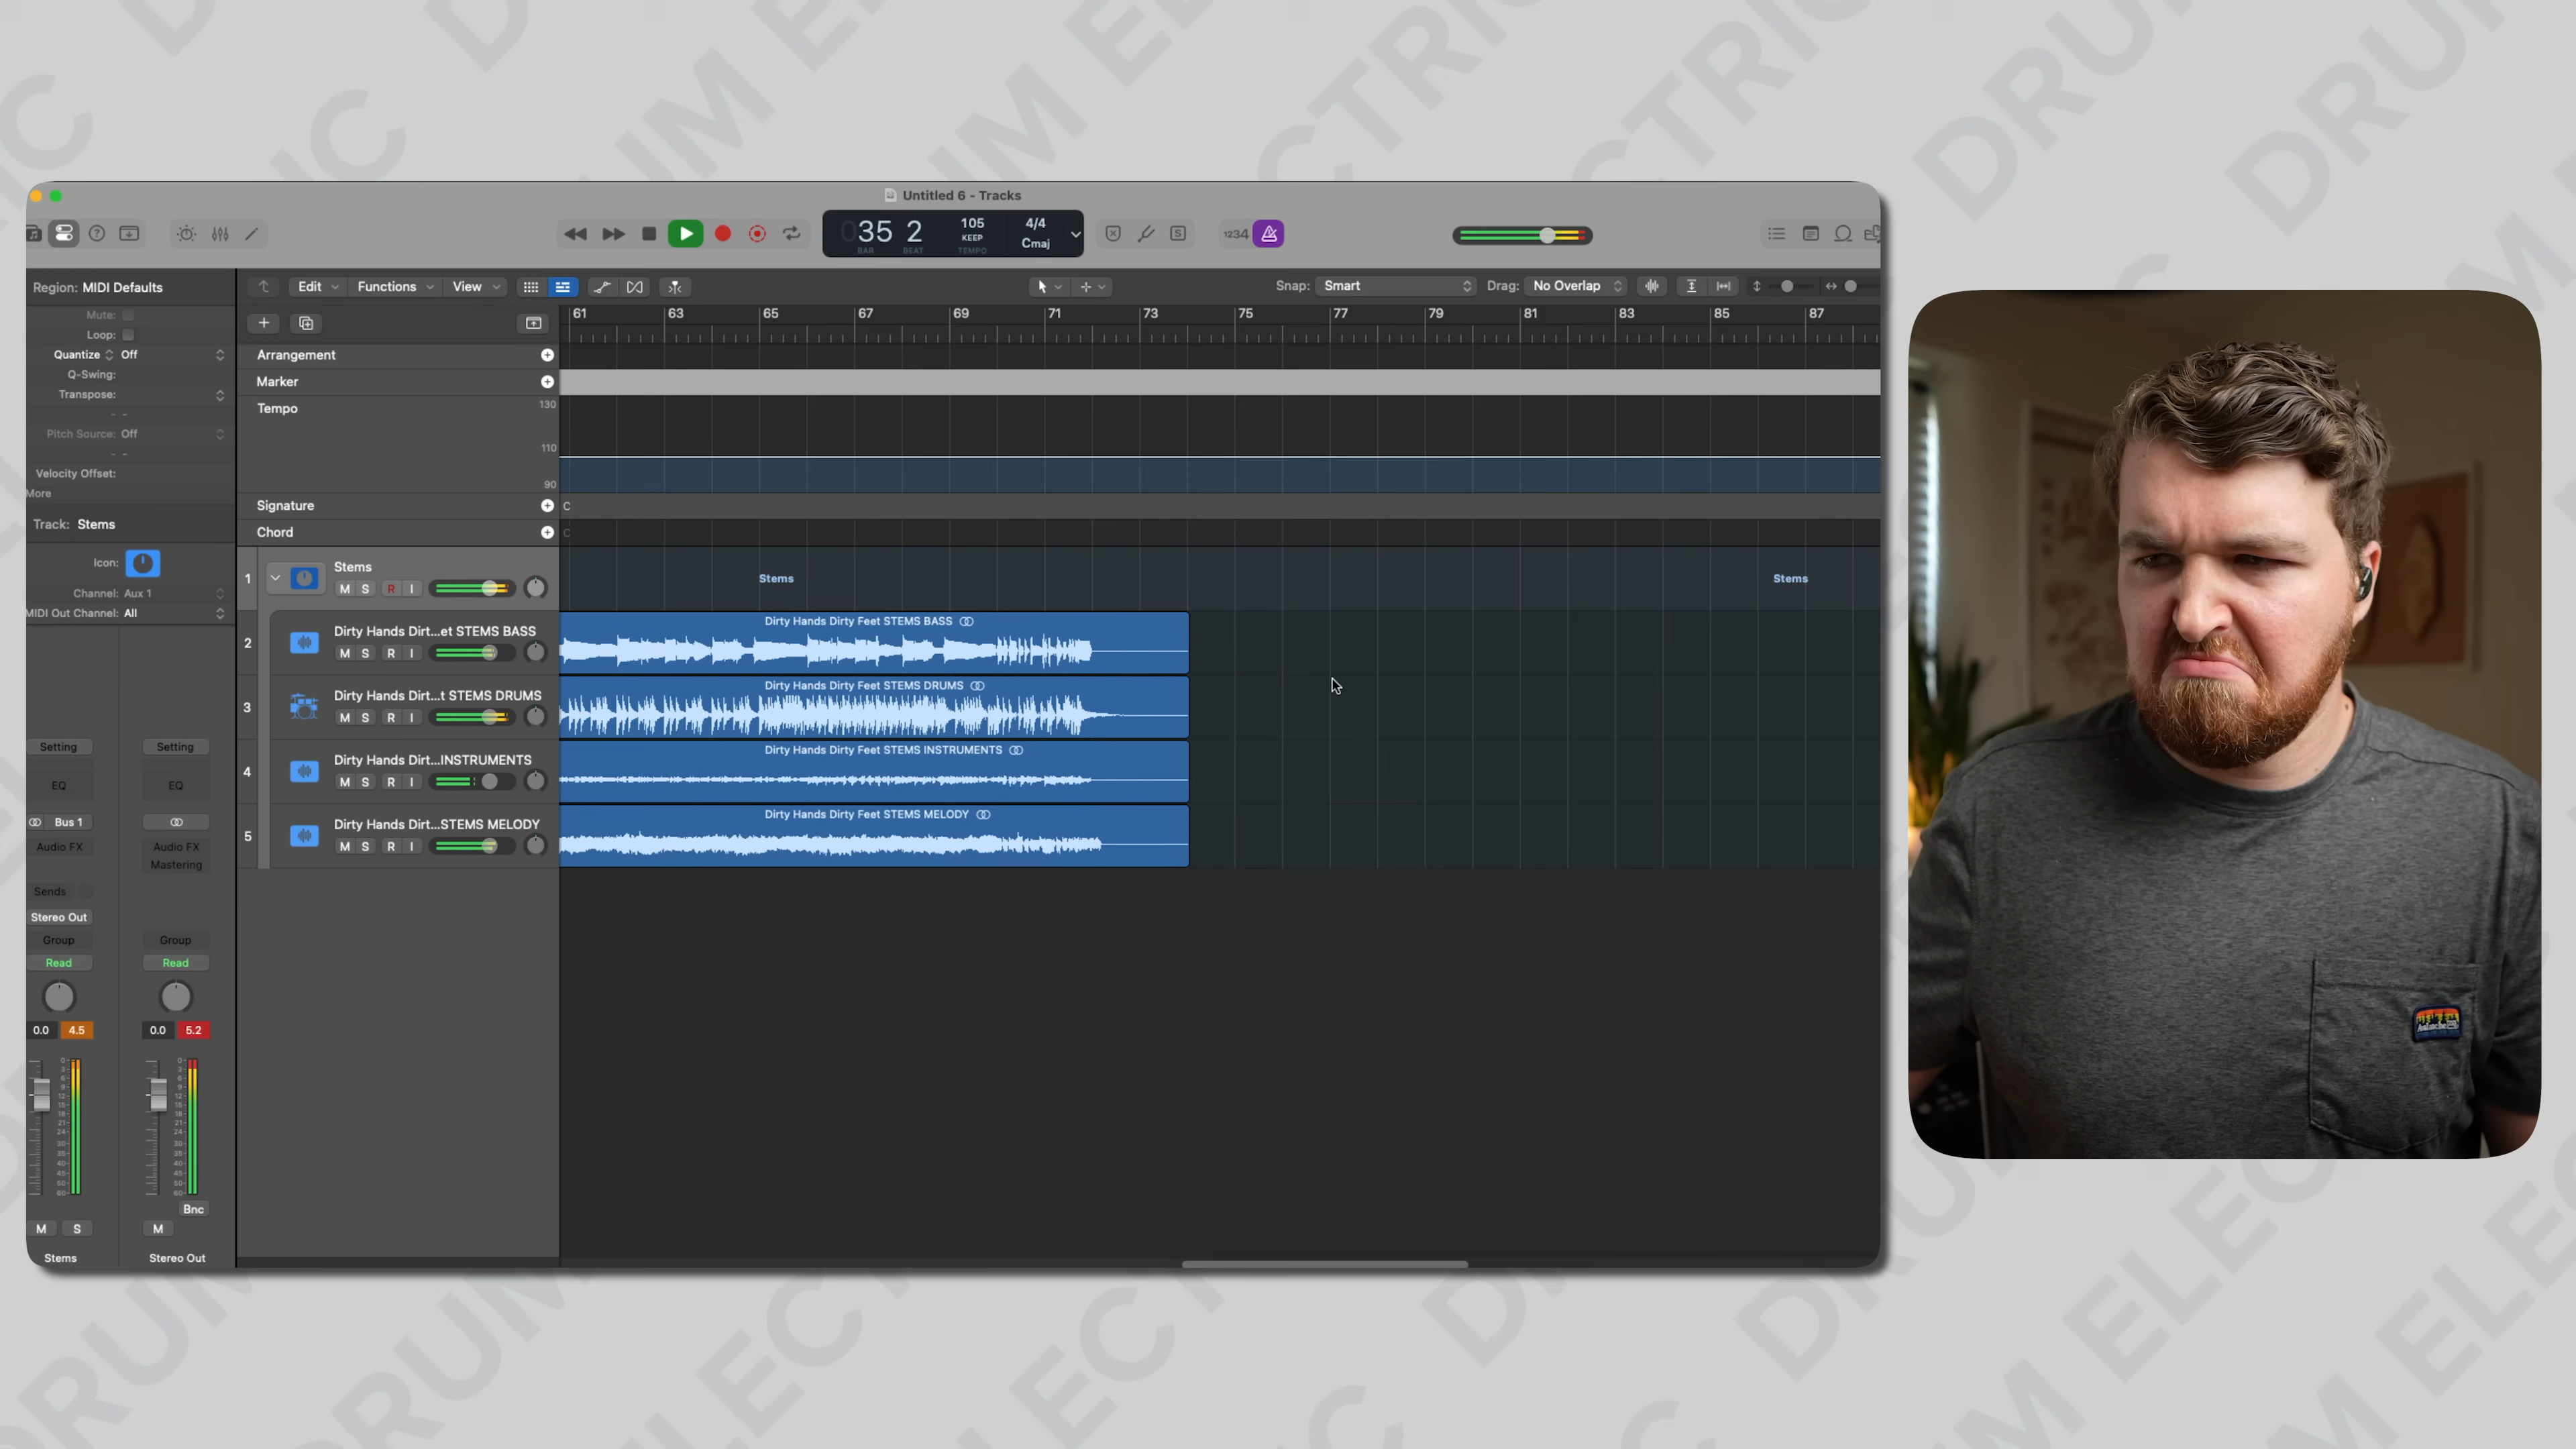 Untitled 6 - Tracks
035 2
BAR BEAT
105
KEEP
TEMPO
4/4
Cmaj
1234
Region: MIDI Defaults
Mute:
Loop:
Quantize Off
Q-Swing:
Transpose:
Pitch Source: Off
Velocity Offset:
More
Track: Stems
Icon:
Channel: Aux 1
MIDI Out Channel: All
Edit Functions View
Snap: Smart
Drag: No Overlap
61 63 65 67 69 71 73 75 77 79 81 83 85 87
Arrangement
Marker
Tempo
130
110
90
Signature
C
Chord
C
1
Stems
M S R I
Stems
Stems
2
Dirty Hands Dirt...et STEMS BASS
M S R I
Dirty Hands Dirty Feet STEMS BASS
3
Dirty Hands Dirt...t STEMS DRUMS
M S R I
Dirty Hands Dirty Feet STEMS DRUMS
4
Dirty Hands Dirt...INSTRUMENTS
M S R I
Dirty Hands Dirty Feet STEMS INSTRUMENTS
5
Dirty Hands Dirt...STEMS MELODY
M S R I
Dirty Hands Dirty Feet STEMS MELODY
Setting Setting
EQ EQ
Bus 1
Audio FX Audio FX
Mastering
Sends
Stereo Out
Group Group
Read Read
0.0 4.5 0.0 5.2
Bnc
M S M
Stems Stereo Out
DRUM ELECTRIC